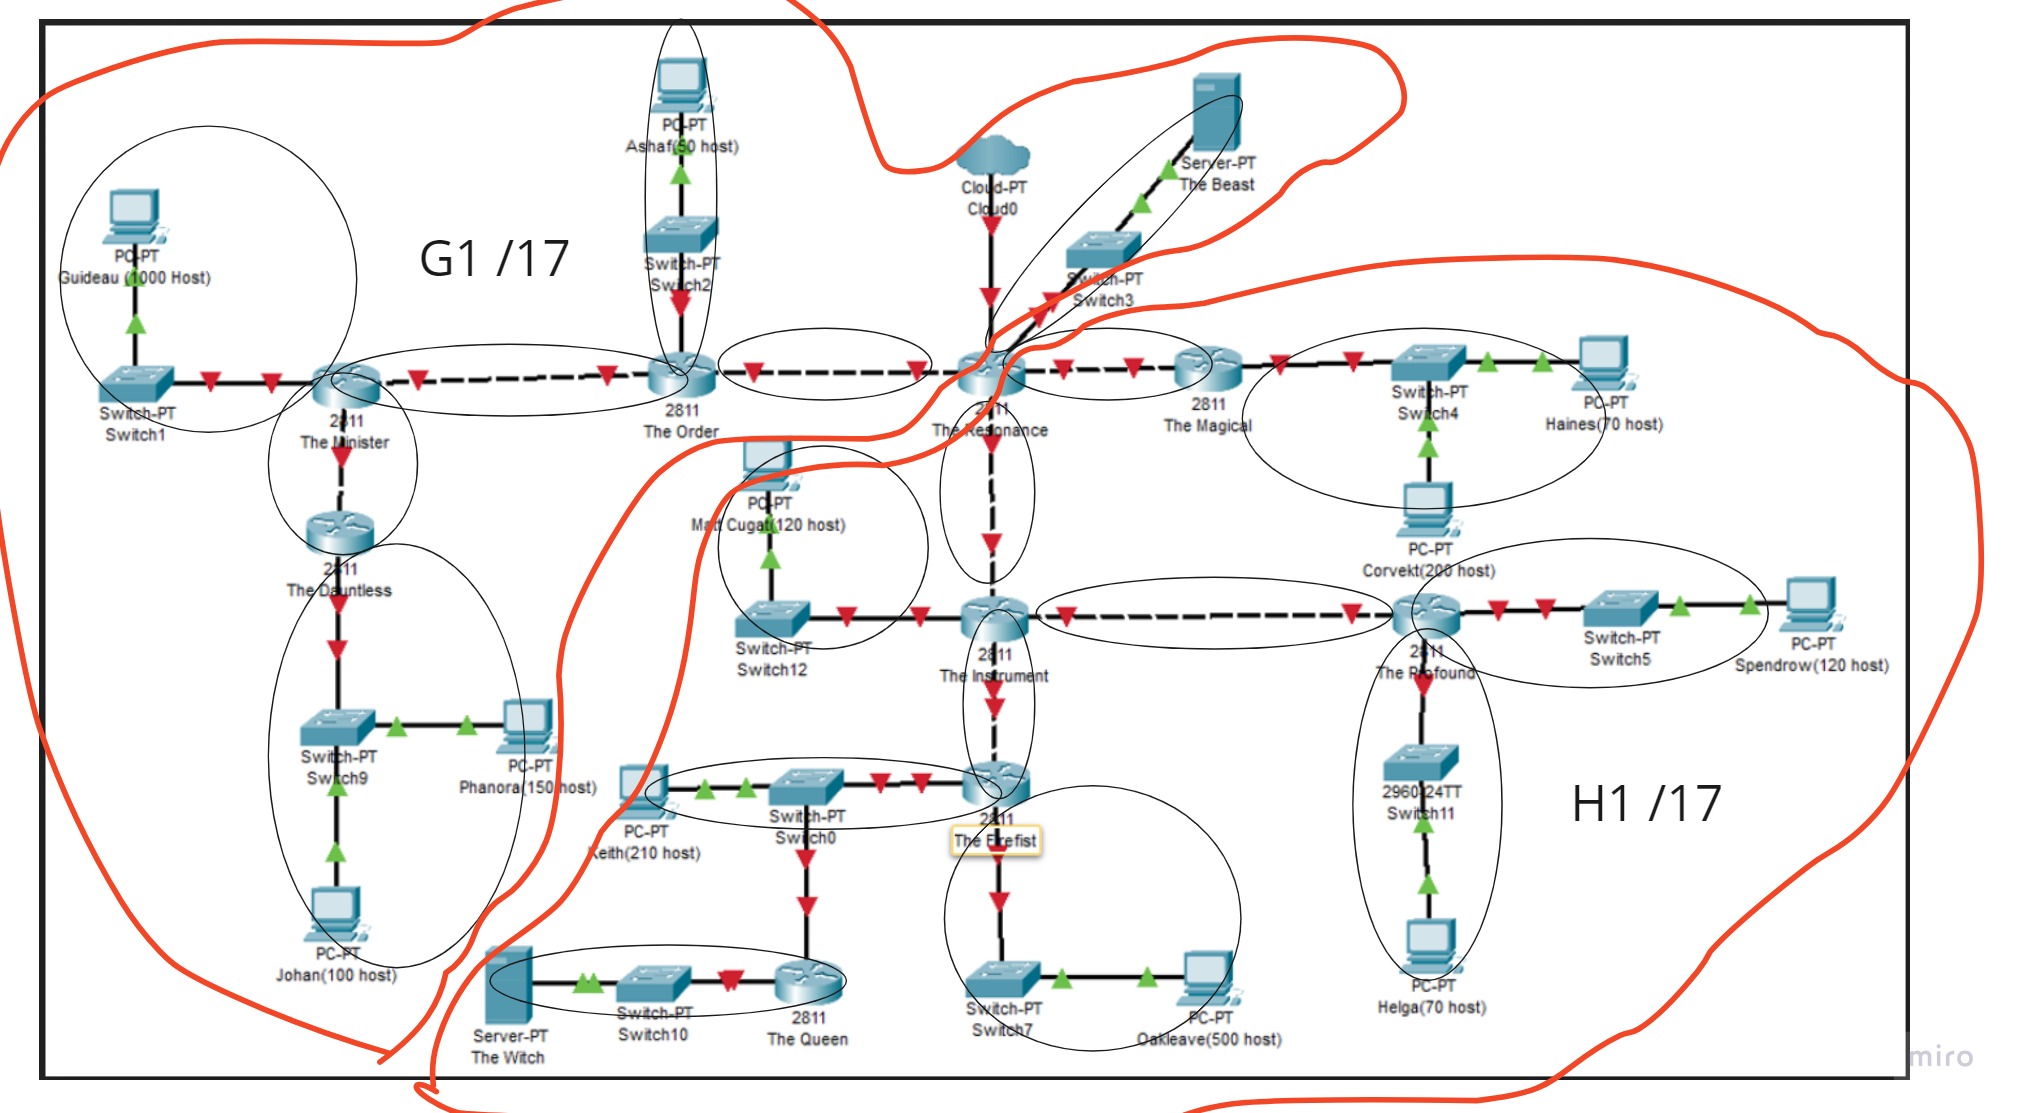 PC-PT
Ashaf(50 host)
Server-PT
The Beast
Cloud-PT
Cloud0
PC-PT
Guideau (1000 Host)
G1 /17
Switch-PT
Switch2
Switch-PT
Switch3
Switch-PT
Switch1
2811
The Minister
2811
The Order
2811
The Resonance
2811
The Magical
Switch-PT
Switch4
PC-PT
Haines(70 host)
PC-PT
Matt Cugat(120 host)
PC-PT
Corvekt(200 host)
2811
The Dauntless
Switch-PT
Switch12
2811
The Instrument
2811
The Profound
Switch-PT
Switch5
PC-PT
Spendrow(120 host)
Switch-PT
Switch9
PC-PT
Phanora(150 host)
PC-PT
Keith(210 host)
Switch-PT
Switch0
2811
The Firefist
2960-24TT
Switch11
H1 /17
PC-PT
Johan(100 host)
Server-PT
The Witch
Switch-PT
Switch10
2811
The Queen
Switch-PT
Switch7
PC-PT
Oakleave(500 host)
PC-PT
Helga(70 host)
miro